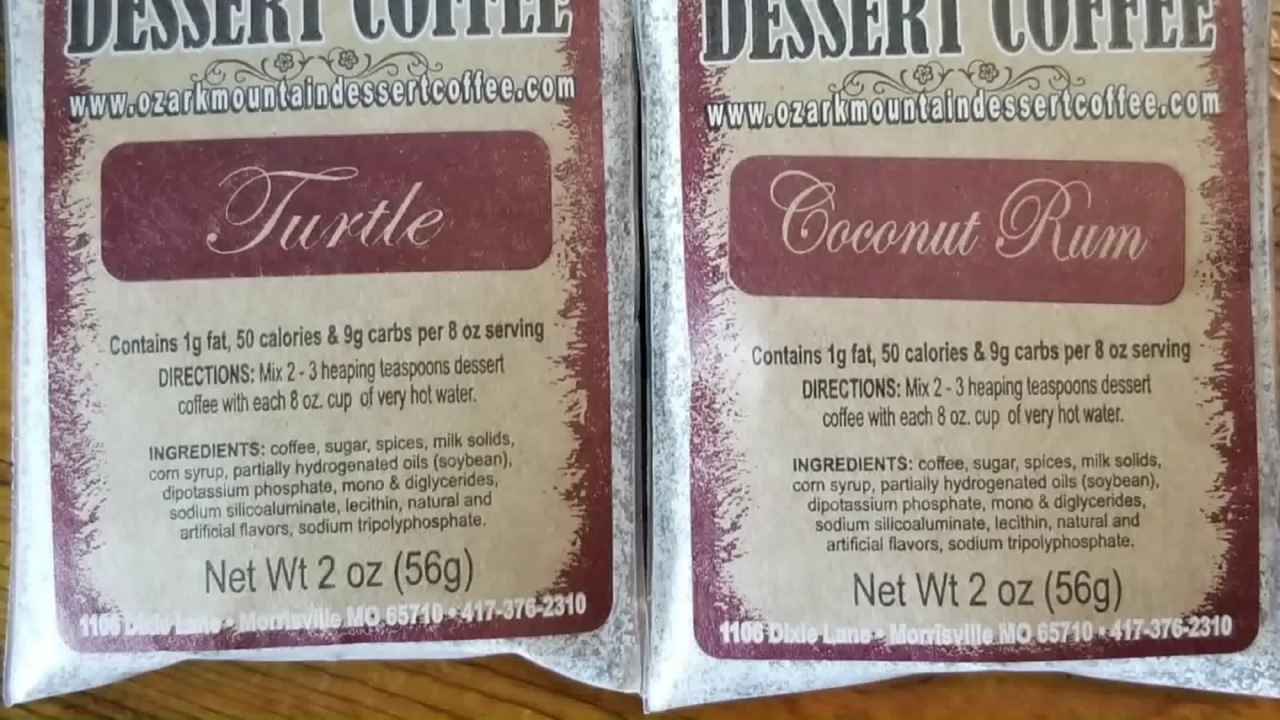 DESSERT COFFEE
www.ozarkmountaindessertcoffee.com
Turtle
Contains 1g fat, 50 calories & 9g carbs per 8 oz serving
DIRECTIONS: Mix 2 - 3 heaping teaspoons dessert
coffee with each 8 oz. cup of very hot water.
INGREDIENTS: coffee, sugar, spices, milk solids,
corn syrup, partially hydrogenated oils (soybean),
dipotassium phosphate, mono & diglycerides,
sodium silicoaluminate, lecithin, natural and
artificial flavors, sodium tripolyphosphate.
Net Wt 2 oz (56g)
1106 Dixie Lane • Morrisville MO 65710 • 417-376-2310
DESSERT COFFEE
www.ozarkmountaindessertcoffee.com
Coconut Rum
Contains 1g fat, 50 calories & 9g carbs per 8 oz serving
DIRECTIONS: Mix 2 - 3 heaping teaspoons dessert
coffee with each 8 oz. cup of very hot water.
INGREDIENTS: coffee, sugar, spices, milk solids,
corn syrup, partially hydrogenated oils (soybean),
dipotassium phosphate, mono & diglycerides,
sodium silicoaluminate, lecithin, natural and
artificial flavors, sodium tripolyphosphate.
Net Wt 2 oz (56g)
1106 Dixie Lane • Morrisville MO 65710 • 417-376-2310